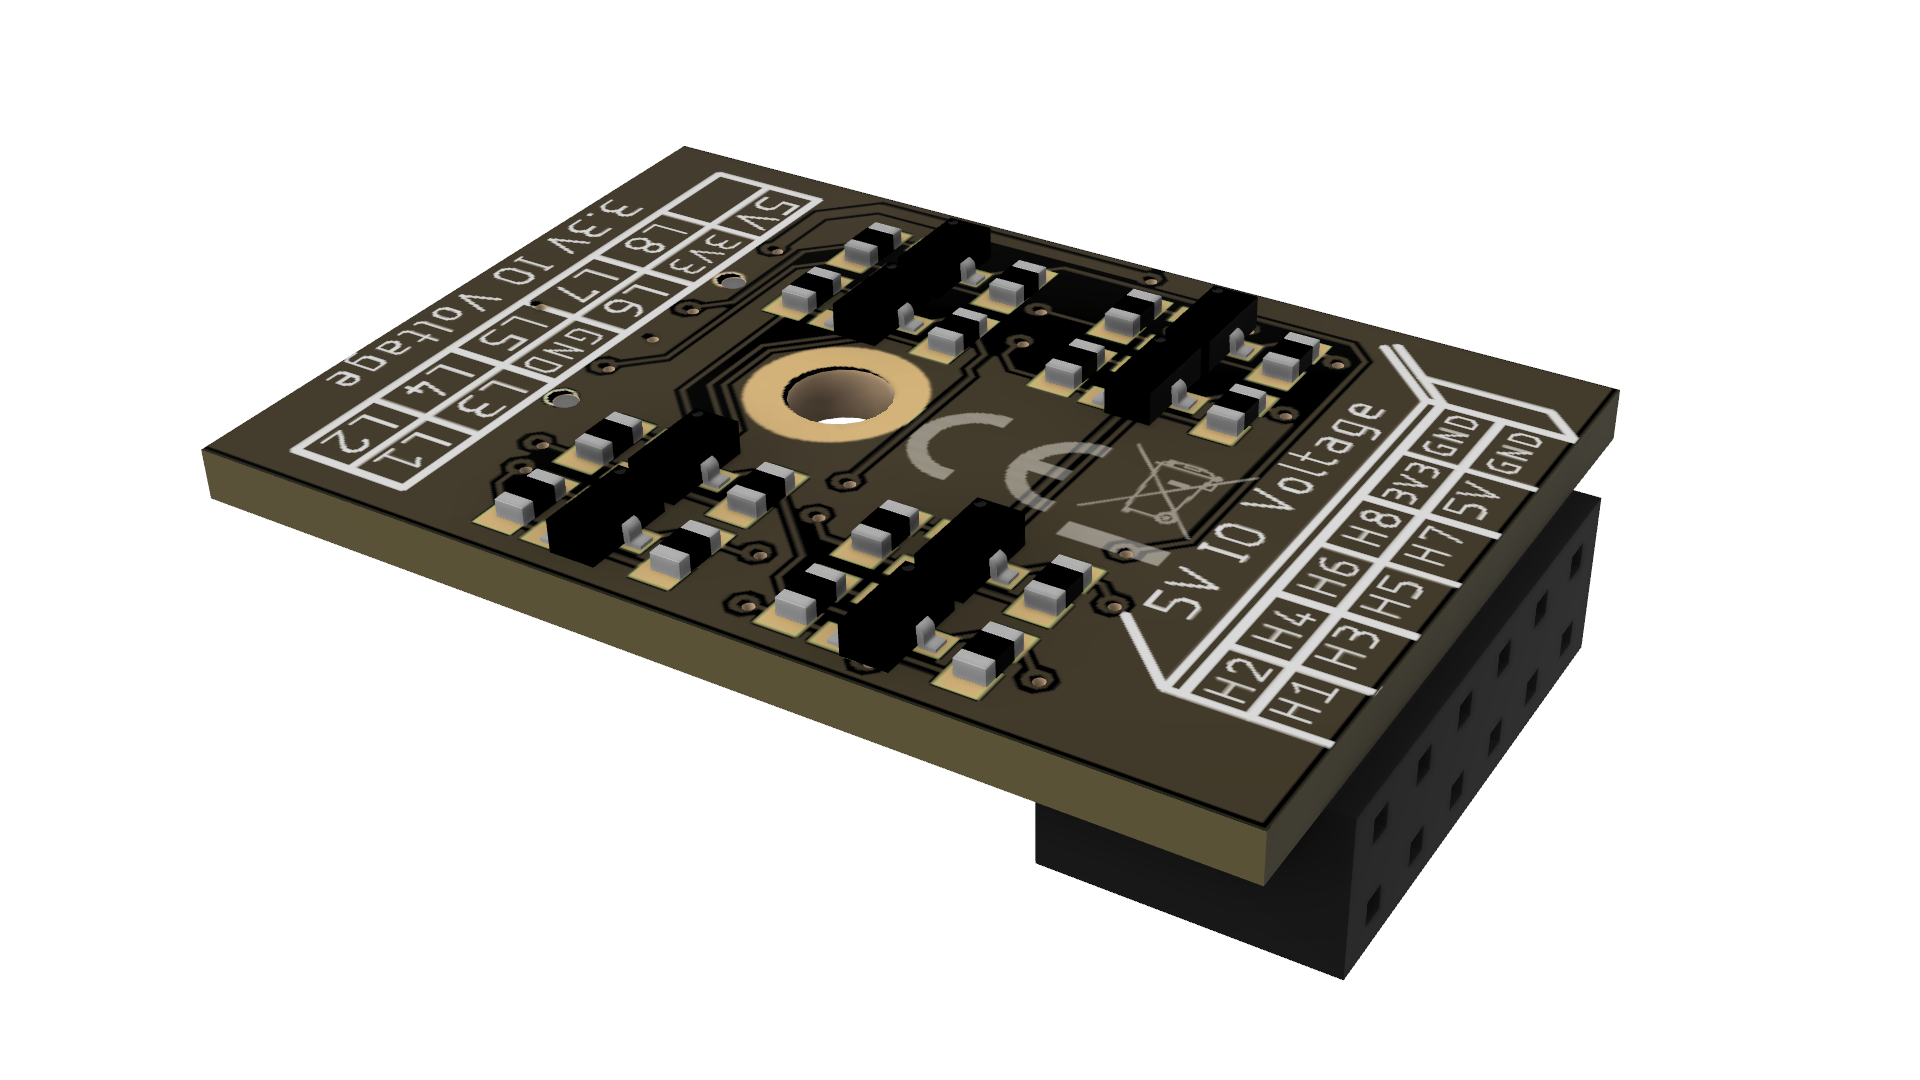 3.3V IO Voltage
L8 L7 L5 L4 L2
5V 3V3 L6 GND L3 L1
CE
5V IO Voltage
H2 H4 H6 H8 3V3 GND
H1 H3 H5 H7 5V GND